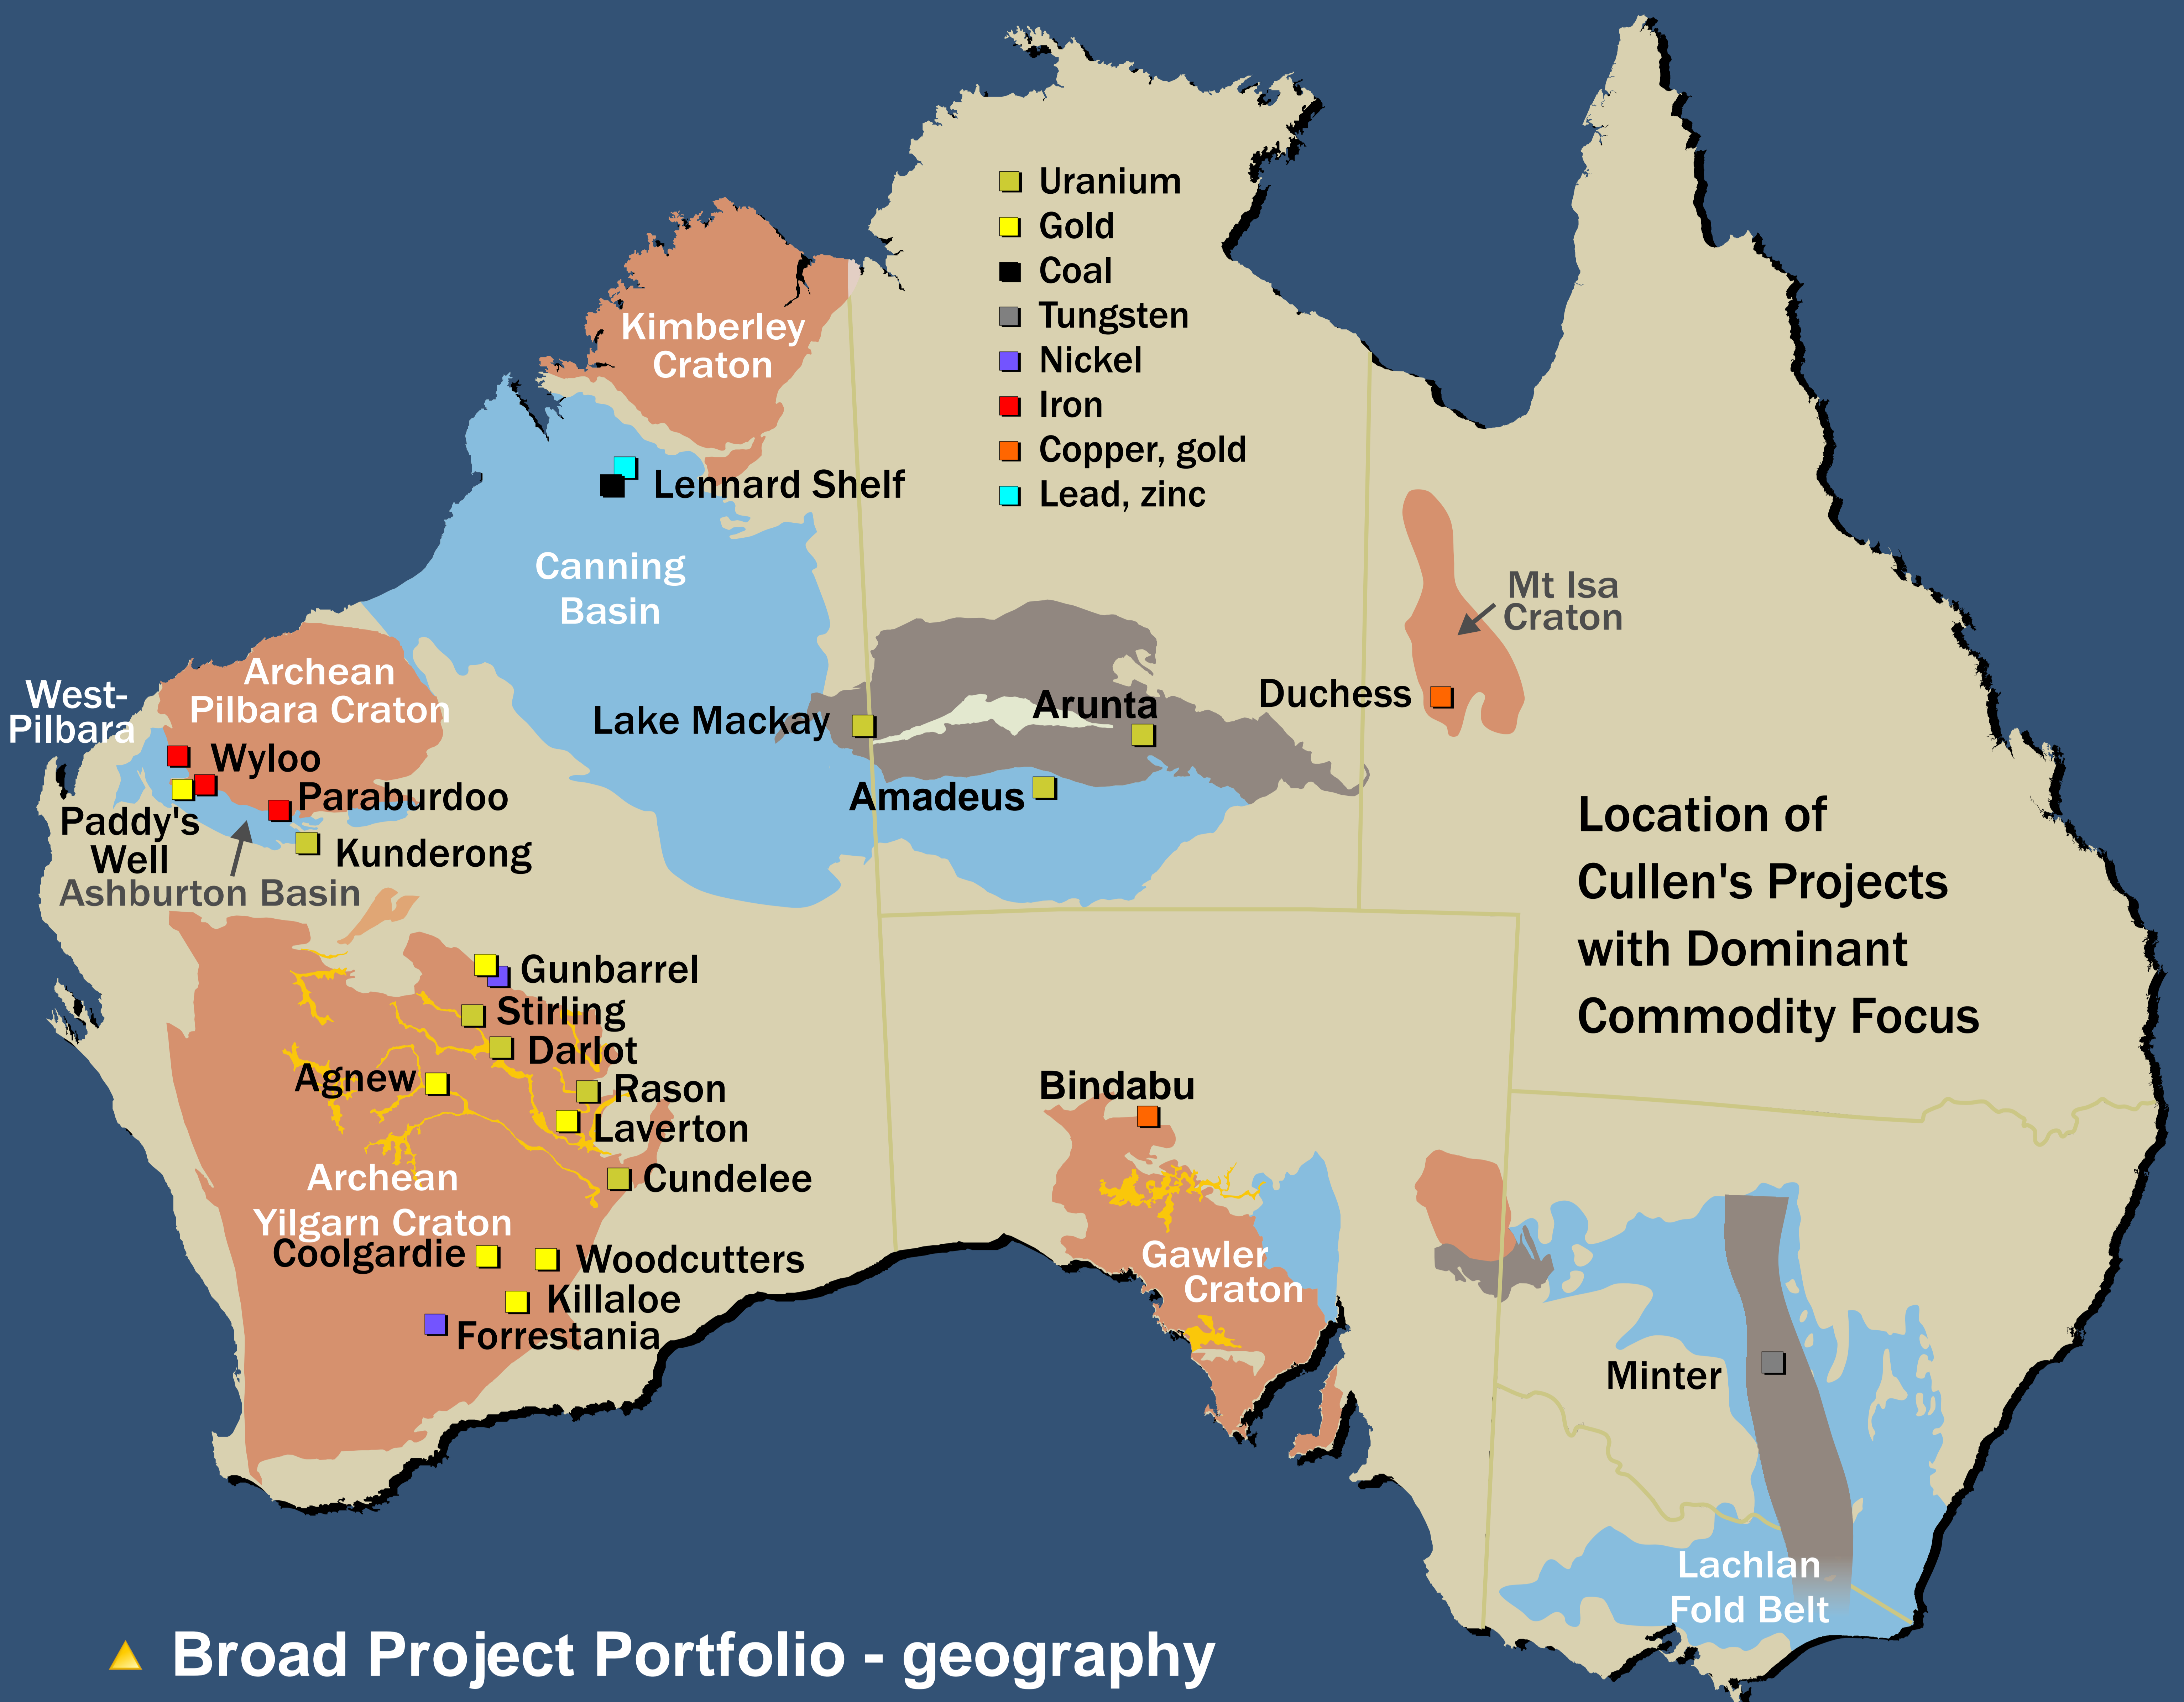 Uranium
Gold
Coal
Tungsten
Nickel
Iron
Copper, gold
Lead, zinc
Kimberley
Craton
Lennard Shelf
Canning
Basin
Mt Isa
Craton
Duchess
Archean
Pilbara Craton
West-
Pilbara
Wyloo
Paraburdoo
Paddy's
Well
Kunderong
Ashburton Basin
Lake Mackay
Arunta
Amadeus
Location of
Cullen's Projects
with Dominant
Commodity Focus
Gunbarrel
Stirling
Darlot
Agnew
Rason
Laverton
Cundelee
Archean
Yilgarn Craton
Coolgardie
Woodcutters
Killaloe
Forrestania
Bindabu
Gawler
Craton
Minter
Lachlan
Fold Belt
Broad Project Portfolio - geography